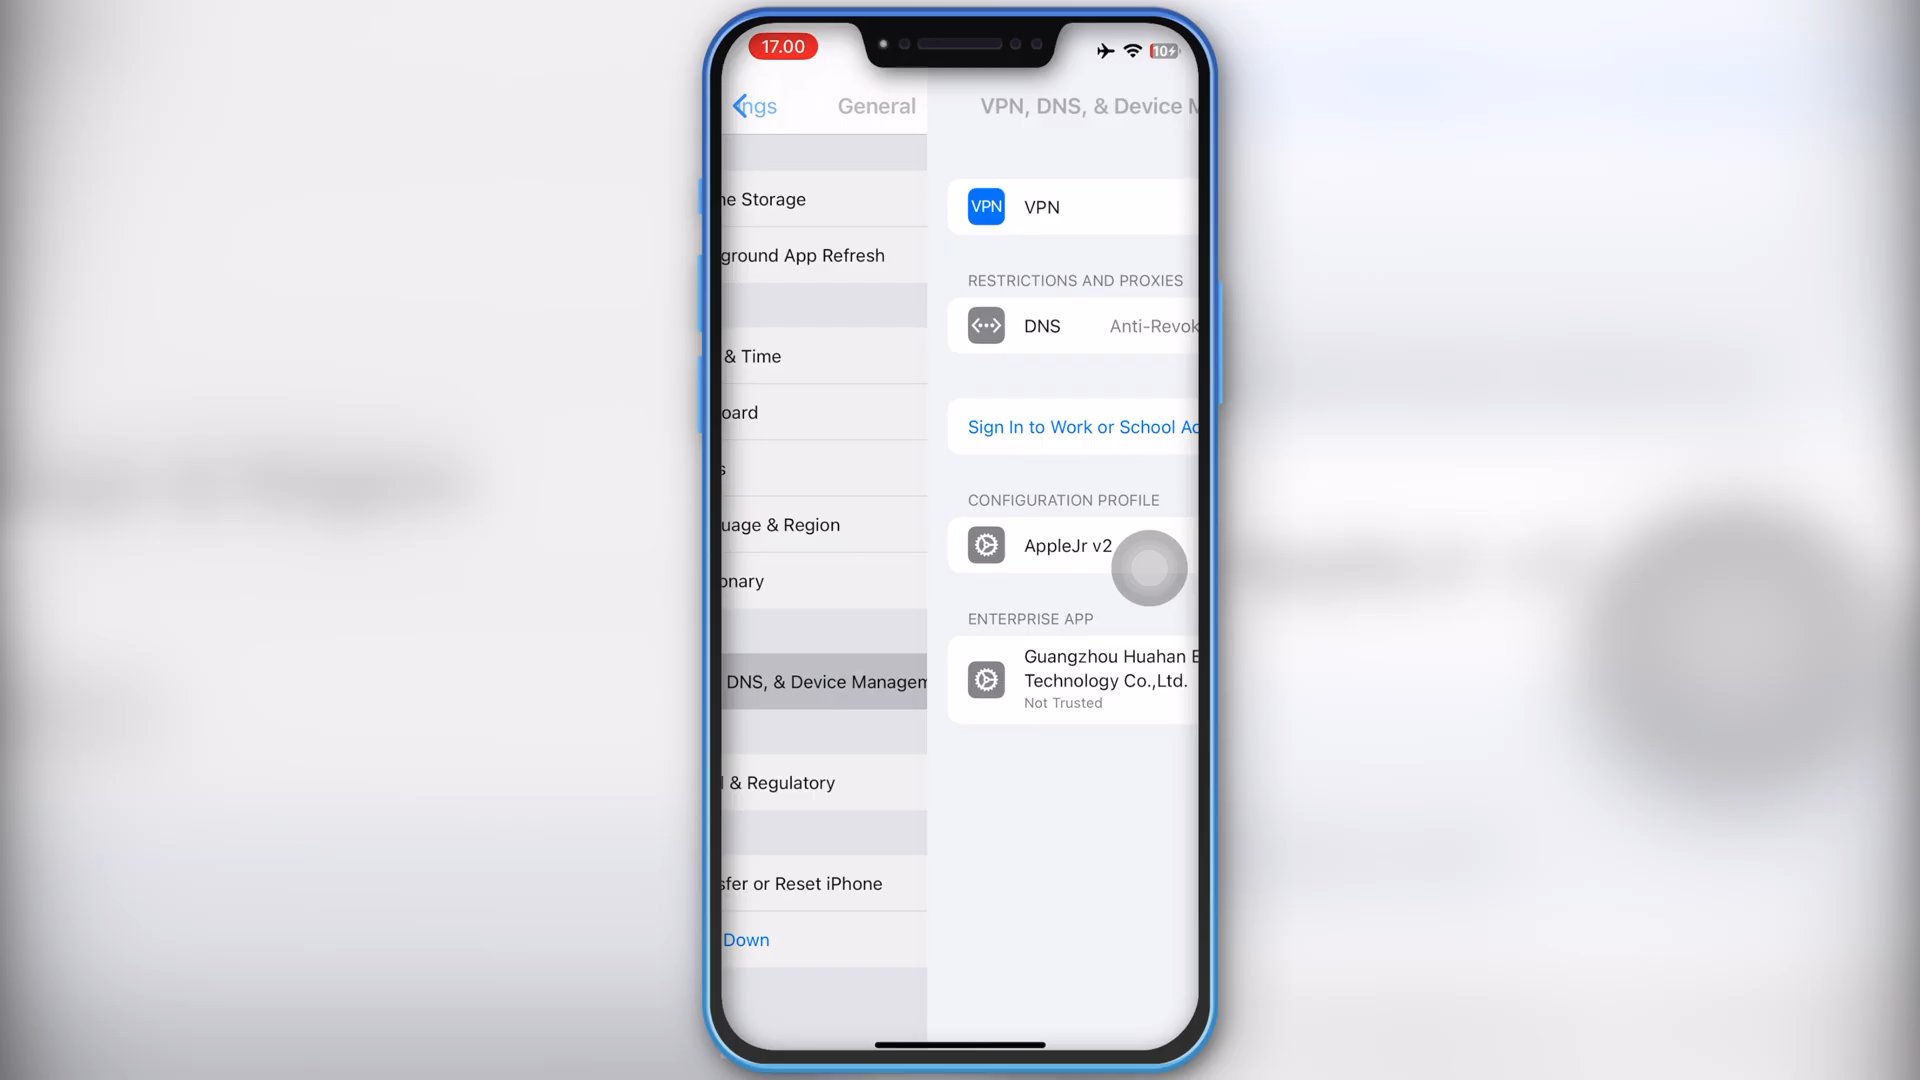 17.00
10
ngs
General
VPN, DNS, & Device M
ne Storage
ground App Refresh
& Time
oard
s
uage & Region
onary
DNS, & Device Managem
l & Regulatory
sfer or Reset iPhone
Down
VPN
VPN
RESTRICTIONS AND PROXIES
DNS
Anti-Revok
Sign In to Work or School Ac
CONFIGURATION PROFILE
AppleJr v2
ENTERPRISE APP
Guangzhou Huahan E
Technology Co.,Ltd.
Not Trusted